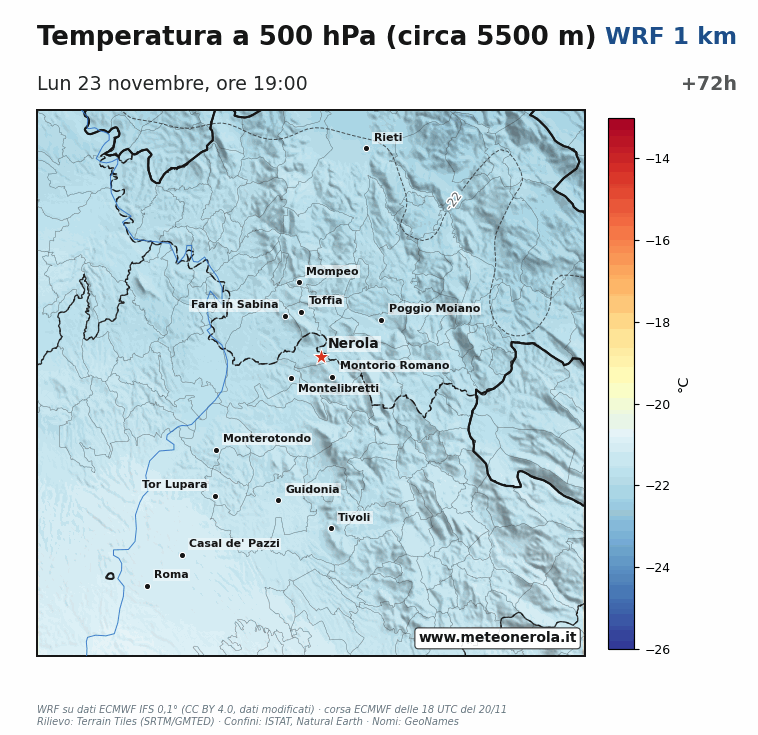 Temperatura a 500 hPa (circa 5500 m) WRF 1 km
Lun 23 novembre, ore 19:00 +72h
Rieti
-22
Mompeo
Fara in Sabina
Toffia
Poggio Moiano
Nerola
Montorio Romano
Montelibretti
Monterotondo
Tor Lupara
Guidonia
Tivoli
Casal de' Pazzi
Roma
www.meteonerola.it
−14
−16
−18
−20
−22
−24
−26
°C
WRF su dati ECMWF IFS 0,1° (CC BY 4.0, dati modificati) · corsa ECMWF delle 18 UTC del 20/11
Rilievo: Terrain Tiles (SRTM/GMTED) · Confini: ISTAT, Natural Earth · Nomi: GeoNames